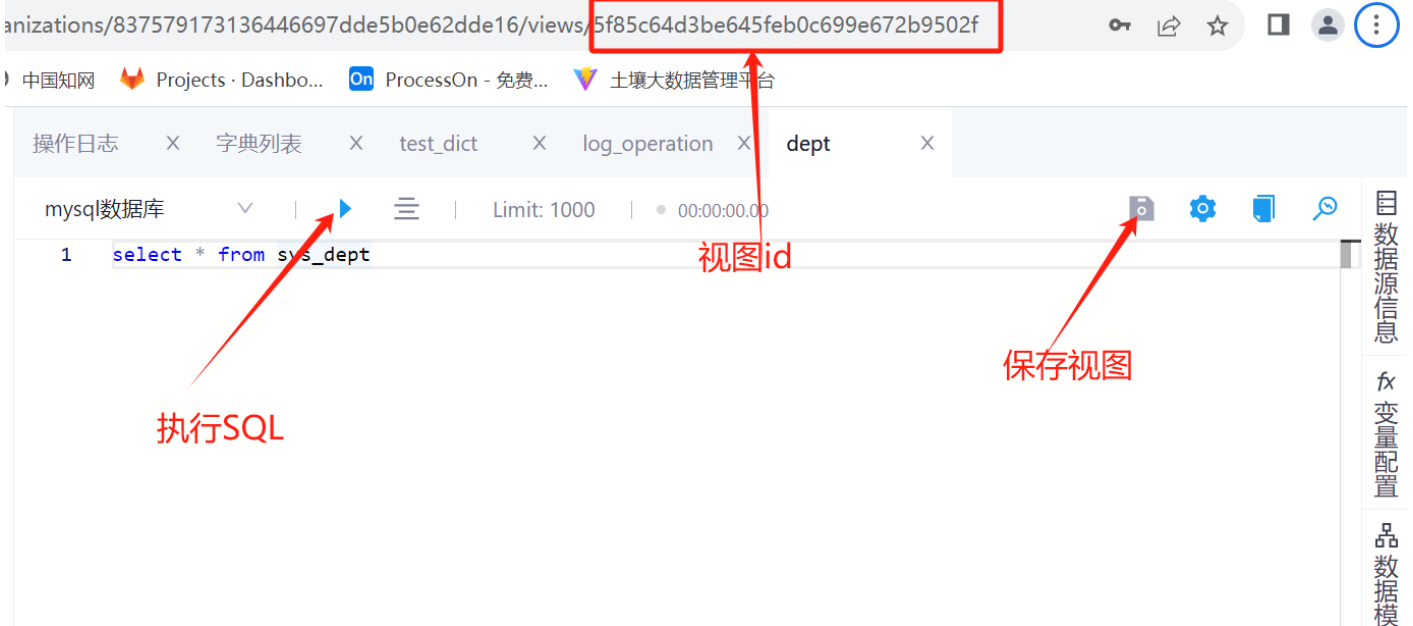 anizations/837579173136446697dde5b0e62dde16/views/5f85c64d3be645feb0c699e672b9502f
中国知网 Projects · Dashbo... On ProcessOn - 免费... 土壤大数据管理平台
操作日志 X 字典列表 X test_dict X log_operation X dept X
mysql数据库 Limit: 1000 00:00:00.00
1 select * from sys_dept
视图id
保存视图
执行SQL
数据源信息
fx 变量配置
数据模